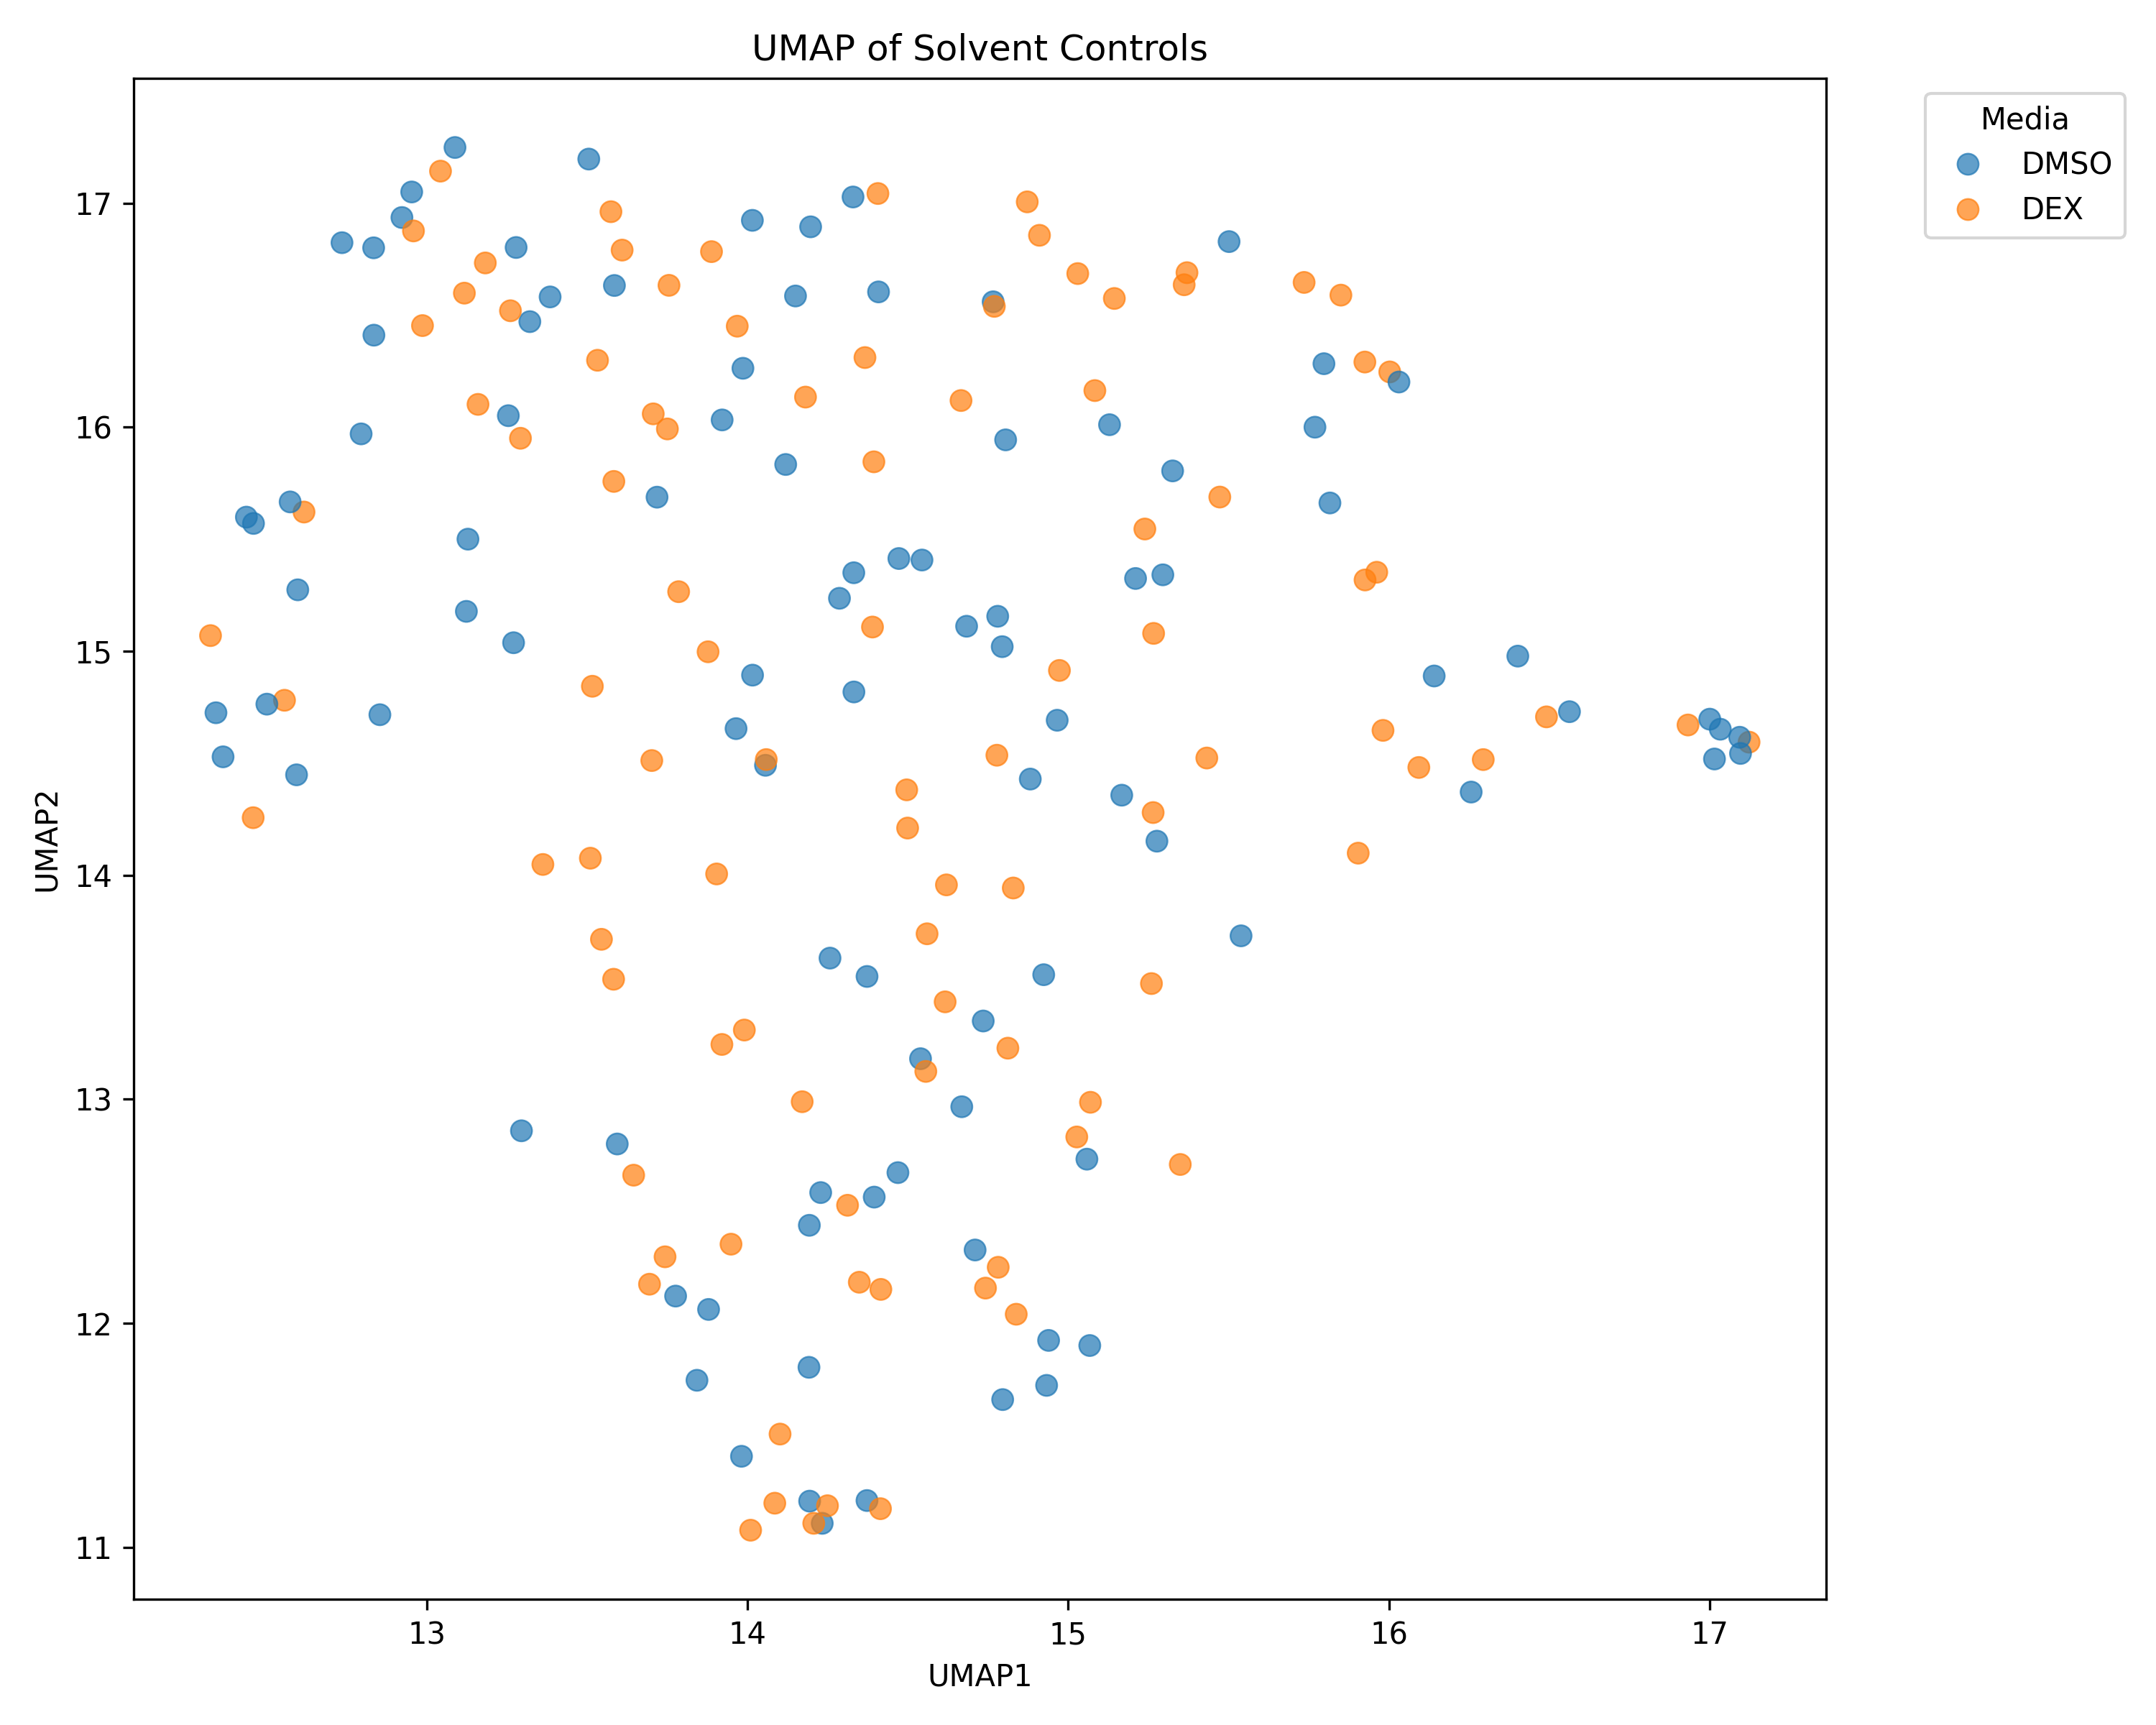 UMAP of Solvent Controls
Media
DMSO
DEX
17
16
15
14
13
12
11
UMAP2
13 14 15 16 17
UMAP1